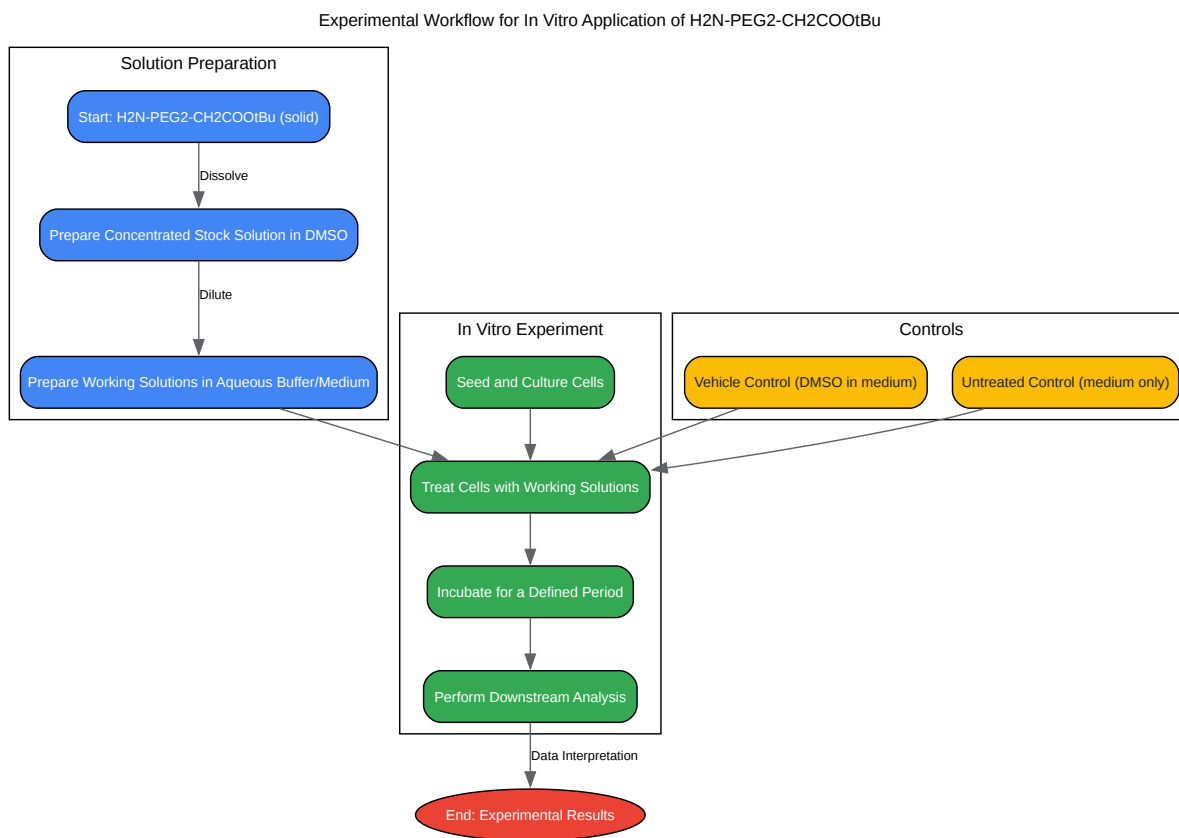 Experimental Workflow for In Vitro Application of H2N-PEG2-CH2COOtBu
Solution Preparation
Start: H2N-PEG2-CH2COOtBu (solid)
Dissolve
Prepare Concentrated Stock Solution in DMSO
Dilute
Prepare Working Solutions in Aqueous Buffer/Medium
In Vitro Experiment
Seed and Culture Cells
Controls
Vehicle Control (DMSO in medium)
Untreated Control (medium only)
Treat Cells with Working Solutions
Incubate for a Defined Period
Perform Downstream Analysis
Data Interpretation
End: Experimental Results